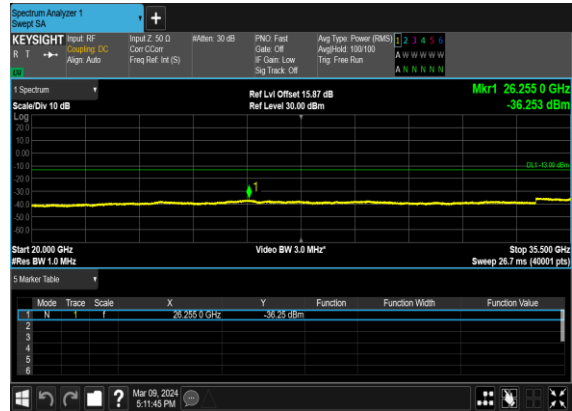 Spectrum Analyzer 1
Swept SA
+
KEYSIGHT
R T
LW
Input: RF
Coupling: DC
Align: Auto
Input Z: 50 Ω
Corr CCorr
Freq Ref: Int (S)
#Atten: 30 dB
PNO: Fast
Gate: Off
IF Gain: Low
Sig Track: Off
Avg Type: Power (RMS)
Avg|Hold: 100/100
Trig: Free Run
1 2 3 4 5 6
A W W W W W
A N N N N N
1 Spectrum
Scale/Div 10 dB
Ref Lvl Offset 15.87 dB
Ref Level 30.00 dBm
Mkr1 26.255 0 GHz
-36.253 dBm
Log
20.0
10.0
0.00
-10.0
-20.0
-30.0
-40.0
-50.0
-60.0
DL1 -13.00 dBm
1
Start 20.000 GHz
#Res BW 1.0 MHz
Video BW 3.0 MHz*
Stop 35.500 GHz
Sweep 26.7 ms (40001 pts)
5 Marker Table
Mode Trace Scale X Y Function Function Width Function Value
1 N 1 f 26.255 0 GHz -36.25 dBm
2
3
4
5
6
?
Mar 09, 2024
5:11:45 PM